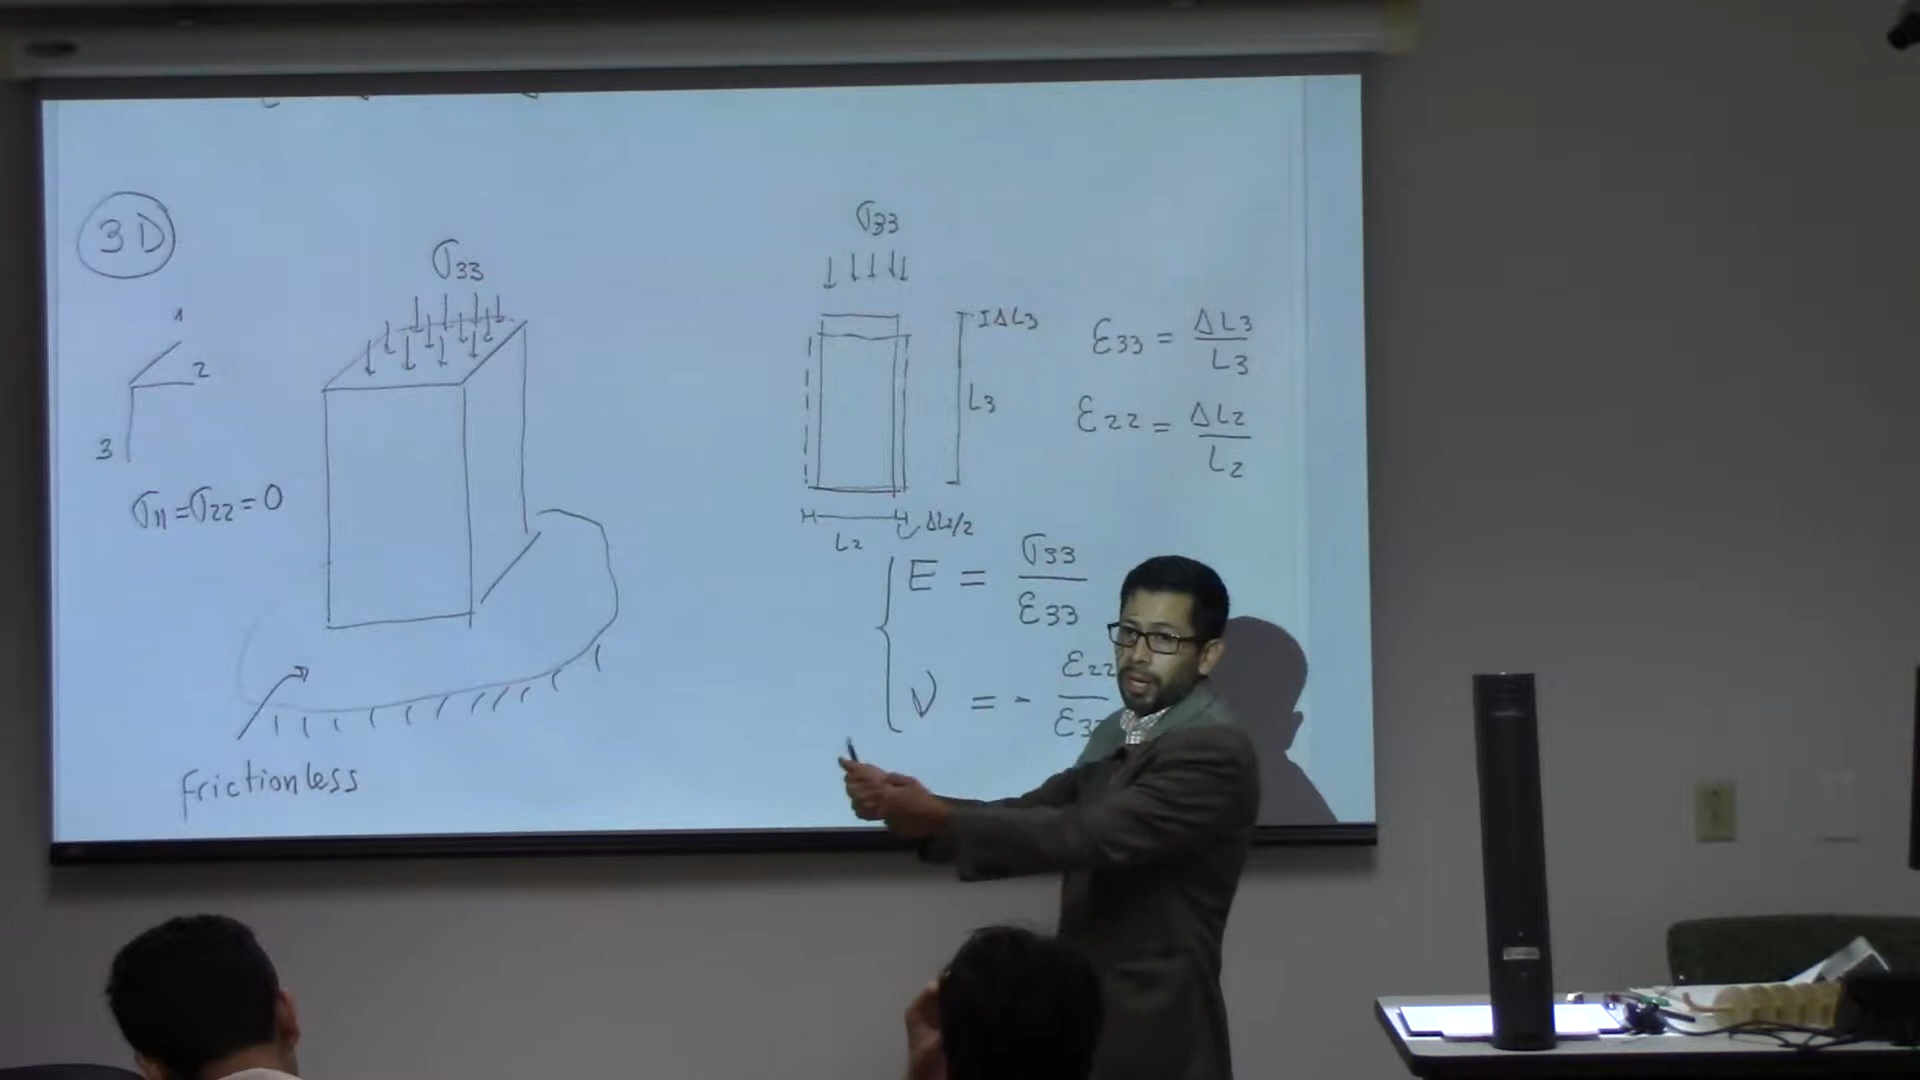 3D
1
2
3
σ11 = σ22 = 0
σ33
Frictionless
σ33
ΔL3
L3
L2
ΔL2/2
ε33 = ΔL3 / L3
ε22 = ΔL2 / L2
E = σ33 / ε33
ν = - ε22 / ε33